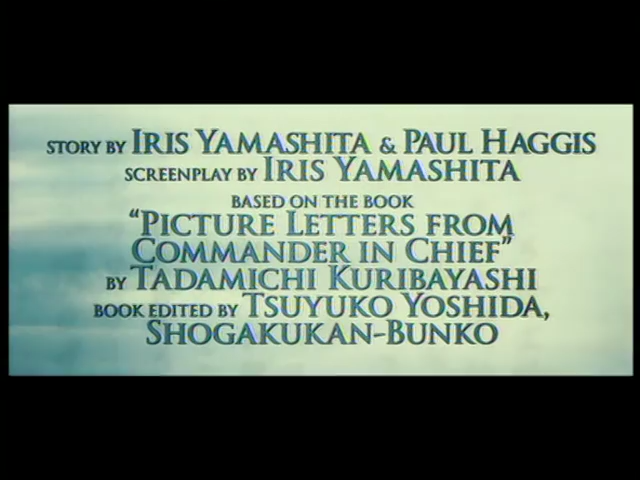 STORY BY IRIS YAMASHITA & PAUL HAGGIS
SCREENPLAY BY IRIS YAMASHITA
BASED ON THE BOOK
“PICTURE LETTERS FROM
COMMANDER IN CHIEF”
BY TADAMICHI KURIBAYASHI
BOOK EDITED BY TSUYUKO YOSHIDA,
SHOGAKUKAN-BUNKO